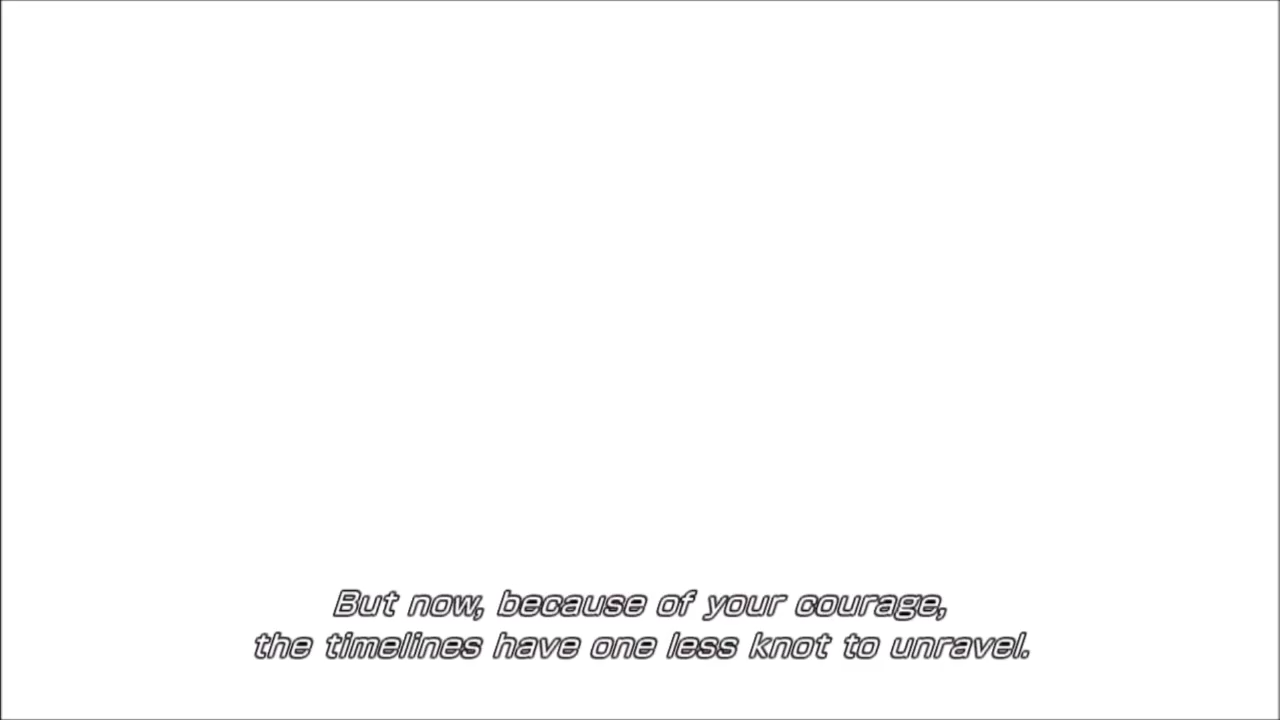 But now, because of your courage,
the timelines have one less knot to unravel.